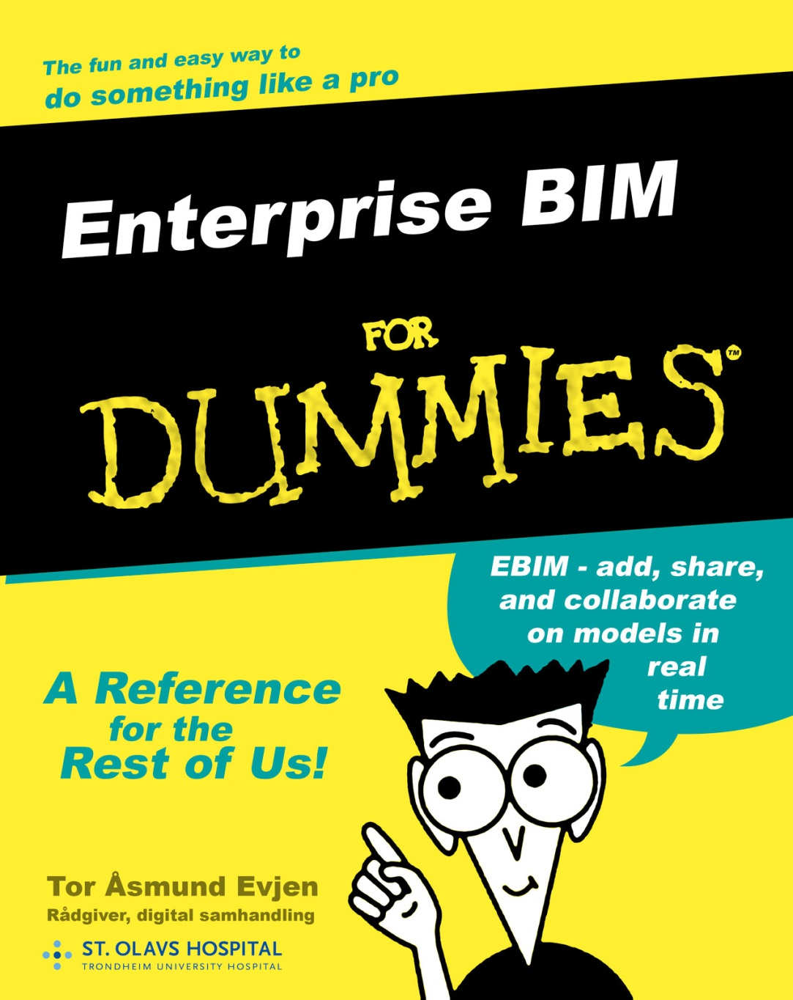 The fun and easy way to
do something like a pro
Enterprise BIM
FOR
DUMMIES™
EBIM - add, share,
and collaborate
on models in
real
time
A Reference
for the
Rest of Us!
Tor Åsmund Evjen
Rådgiver, digital samhandling
ST. OLAVS HOSPITAL
TRONDHEIM UNIVERSITY HOSPITAL